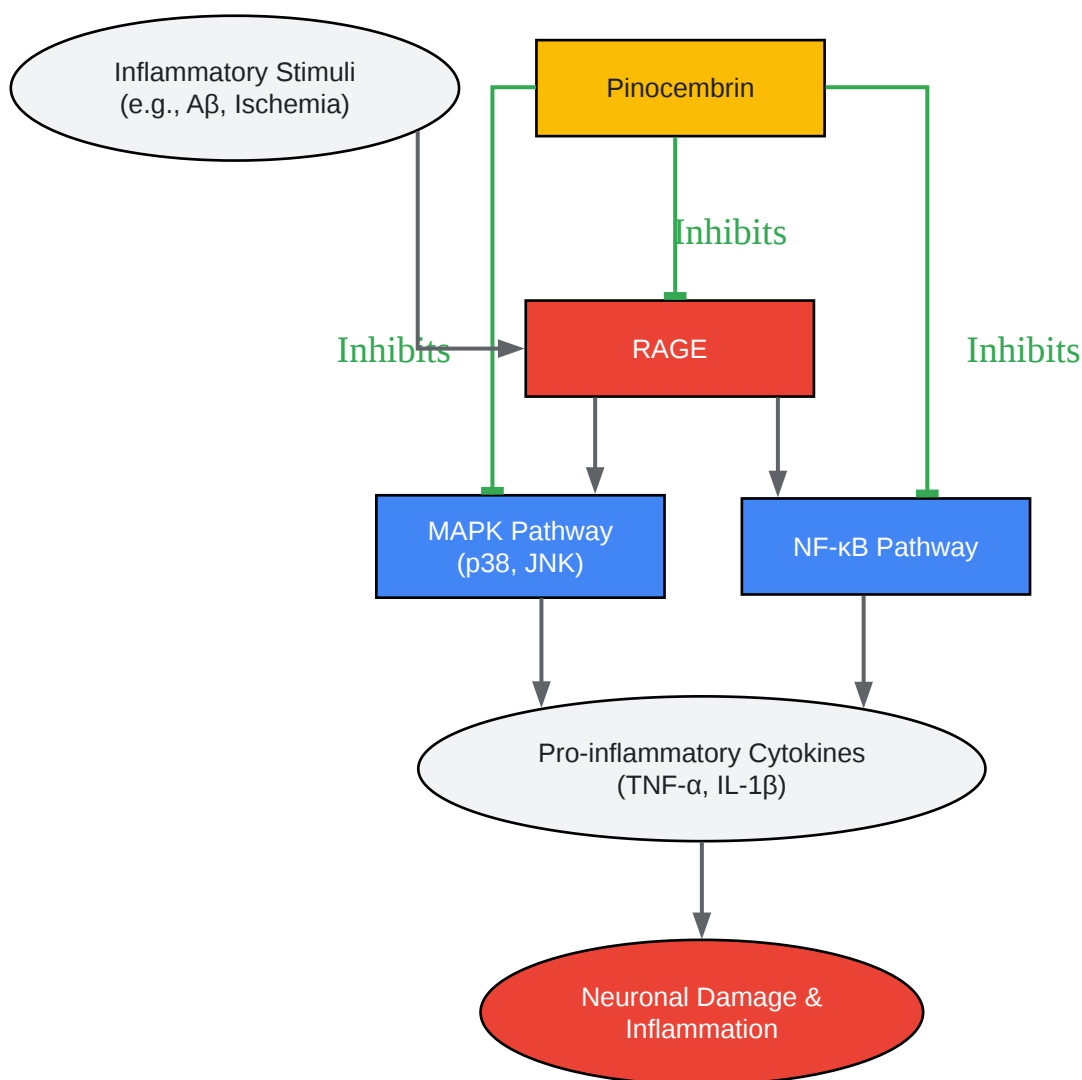 Inflammatory Stimuli
(e.g., Aβ, Ischemia)
Pinocembrin
Inhibits
Inhibits
RAGE
Inhibits
MAPK Pathway
(p38, JNK)
NF-κB Pathway
Pro-inflammatory Cytokines
(TNF-α, IL-1β)
Neuronal Damage &
Inflammation